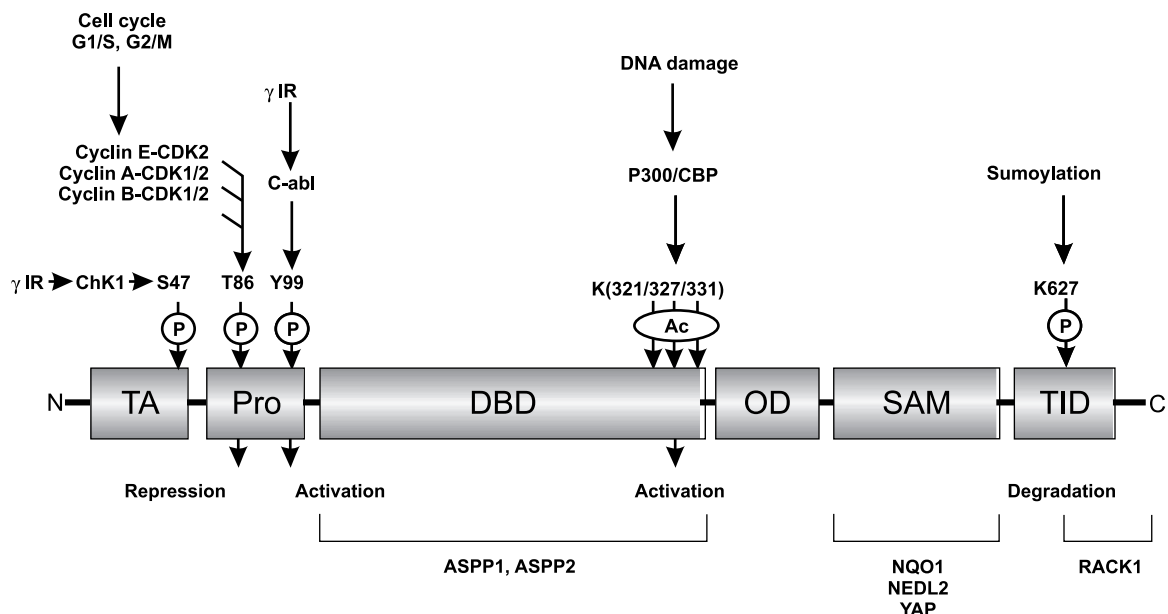 Cell cycle
G1/S, G2/M
DNA damage
γ IR
Cyclin E-CDK2
Cyclin A-CDK1/2
Cyclin B-CDK1/2
C-abl
P300/CBP
Sumoylation
γ IR ChK1 S47 T86 Y99 K(321/327/331) K627
P P P Ac P
N TA Pro DBD OD SAM TID C
Repression Activation Activation Degradation
ASPP1, ASPP2 NQO1 RACK1
NEDL2
YAP